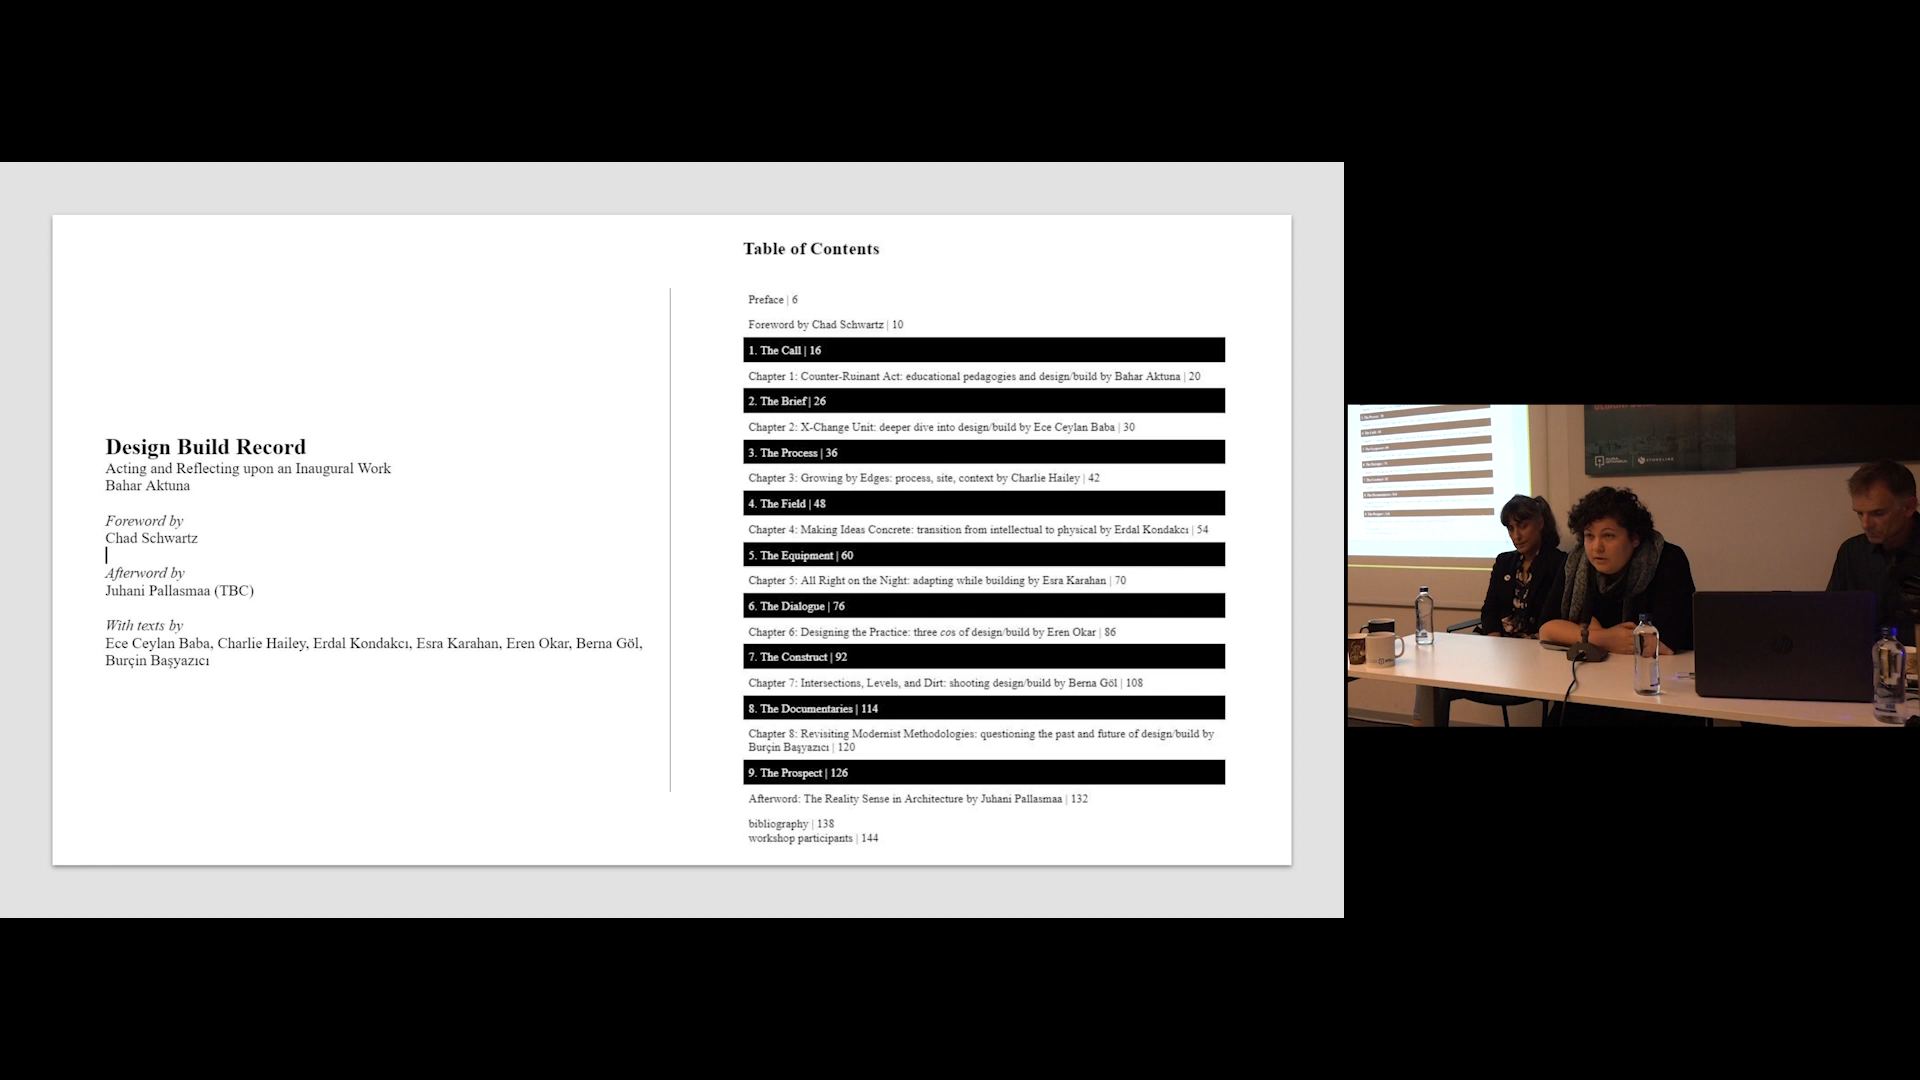 Design Build Record
Acting and Reflecting upon an Inaugural Work
Bahar Aktuna
Foreword by
Chad Schwartz
Afterword by
Juhani Pallasmaa (TBC)
With texts by
Ece Ceylan Baba, Charlie Hailey, Erdal Kondakcı, Esra Karahan, Eren Okar, Berna Göl,
Burçin Başyazıcı
Table of Contents
Preface | 6
Foreword by Chad Schwartz | 10
1. The Call | 16
Chapter 1: Counter-Ruinant Act: educational pedagogies and design/build by Bahar Aktuna | 20
2. The Brief | 26
Chapter 2: X-Change Unit: deeper dive into design/build by Ece Ceylan Baba | 30
3. The Process | 36
Chapter 3: Growing by Edges: process, site, context by Charlie Hailey | 42
4. The Field | 48
Chapter 4: Making Ideas Concrete: transition from intellectual to physical by Erdal Kondakcı | 54
5. The Equipment | 60
Chapter 5: All Right on the Night: adapting while building by Esra Karahan | 70
6. The Dialogue | 76
Chapter 6: Designing the Practice: three cos of design/build by Eren Okar | 86
7. The Construct | 92
Chapter 7: Intersections, Levels, and Dirt: shooting design/build by Berna Göl | 108
8. The Documentaries | 114
Chapter 8: Revisiting Modernist Methodologies: questioning the past and future of design/build by
Burçin Başyazıcı | 120
9. The Prospect | 126
Afterword: The Reality Sense in Architecture by Juhani Pallasmaa | 132
bibliography | 138
workshop participants | 144